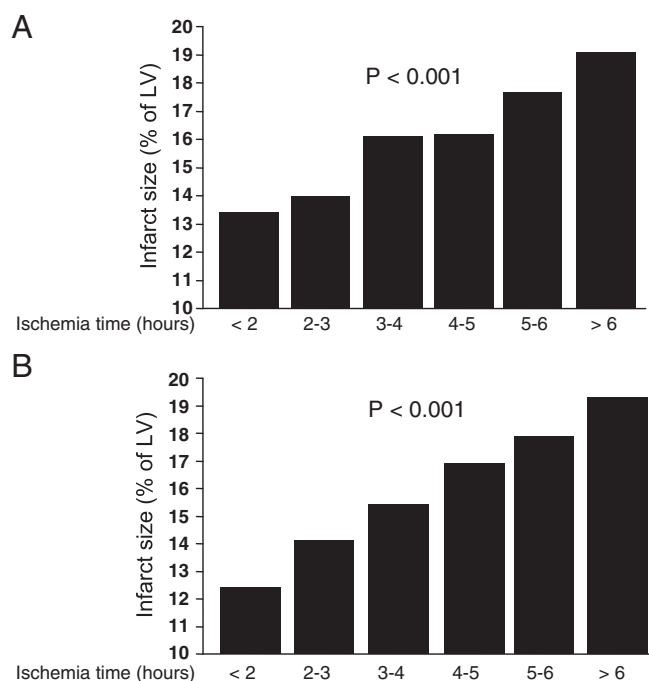 A
Infarct size (% of LV)
20
19
18
17
16
15
14
13
12
11
10
P < 0.001
Ischemia time (hours) < 2 2-3 3-4 4-5 5-6 > 6
B
Infarct size (% of LV)
20
19
18
17
16
15
14
13
12
11
10
P < 0.001
Ischemia time (hours) < 2 2-3 3-4 4-5 5-6 > 6